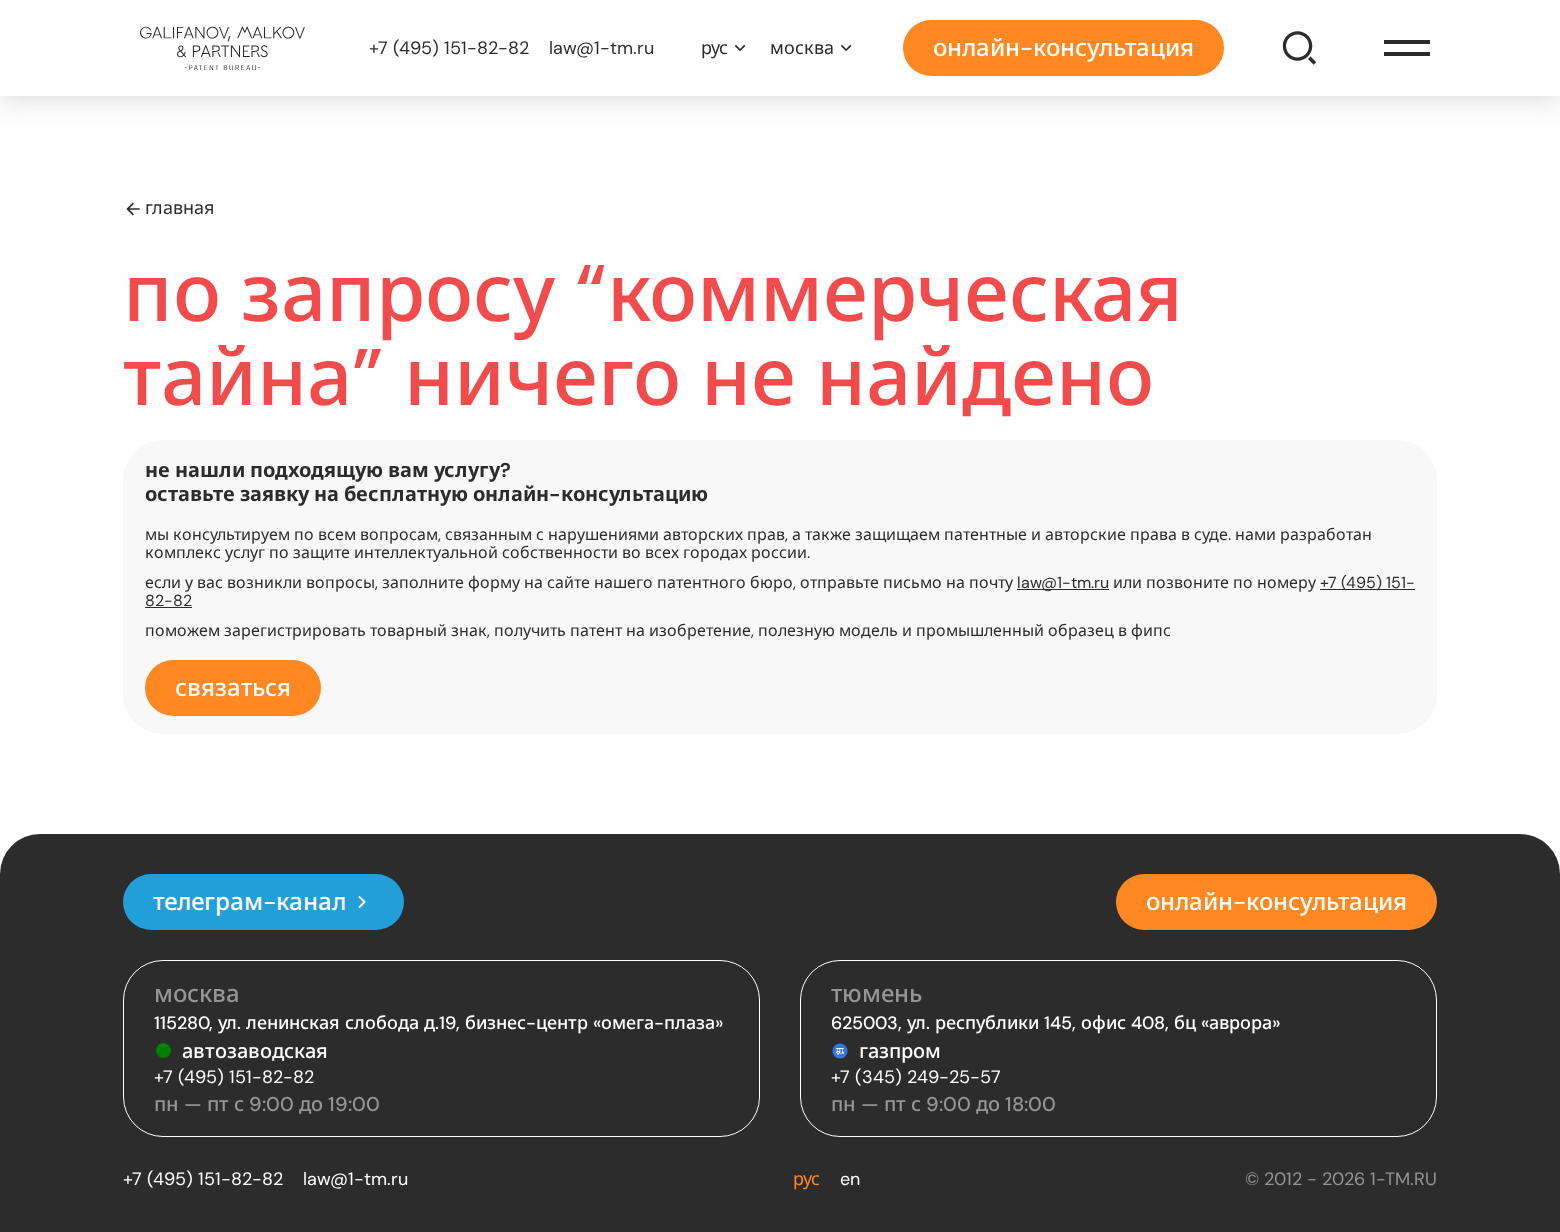 GALIFANOV, MALKOV
& PARTNERS
-PATENT BUREAU-
+7 (495) 151-82-82 law@1-tm.ru рус москва онлайн-консультация
главная
по запросу “коммерческая
тайна” ничего не найдено
не нашли подходящую вам услугу?
оставьте заявку на бесплатную онлайн-консультацию
мы консультируем по всем вопросам, связанным с нарушениями авторских прав, а также защищаем патентные и авторские права в суде. нами разработан
комплекс услуг по защите интеллектуальной собственности во всех городах россии.
если у вас возникли вопросы, заполните форму на сайте нашего патентного бюро, отправьте письмо на почту law@1-tm.ru или позвоните по номеру +7 (495) 151-
82-82
поможем зарегистрировать товарный знак, получить патент на изобретение, полезную модель и промышленный образец в фипс
связаться
телеграм-канал
онлайн-консультация
москва
115280, ул. ленинская слобода д.19, бизнес-центр «омега-плаза»
автозаводская
+7 (495) 151-82-82
пн — пт с 9:00 до 19:00
тюмень
625003, ул. республики 145, офис 408, бц «аврора»
газпром
+7 (345) 249-25-57
пн — пт с 9:00 до 18:00
+7 (495) 151-82-82 law@1-tm.ru рус en © 2012 - 2026 1-TM.RU